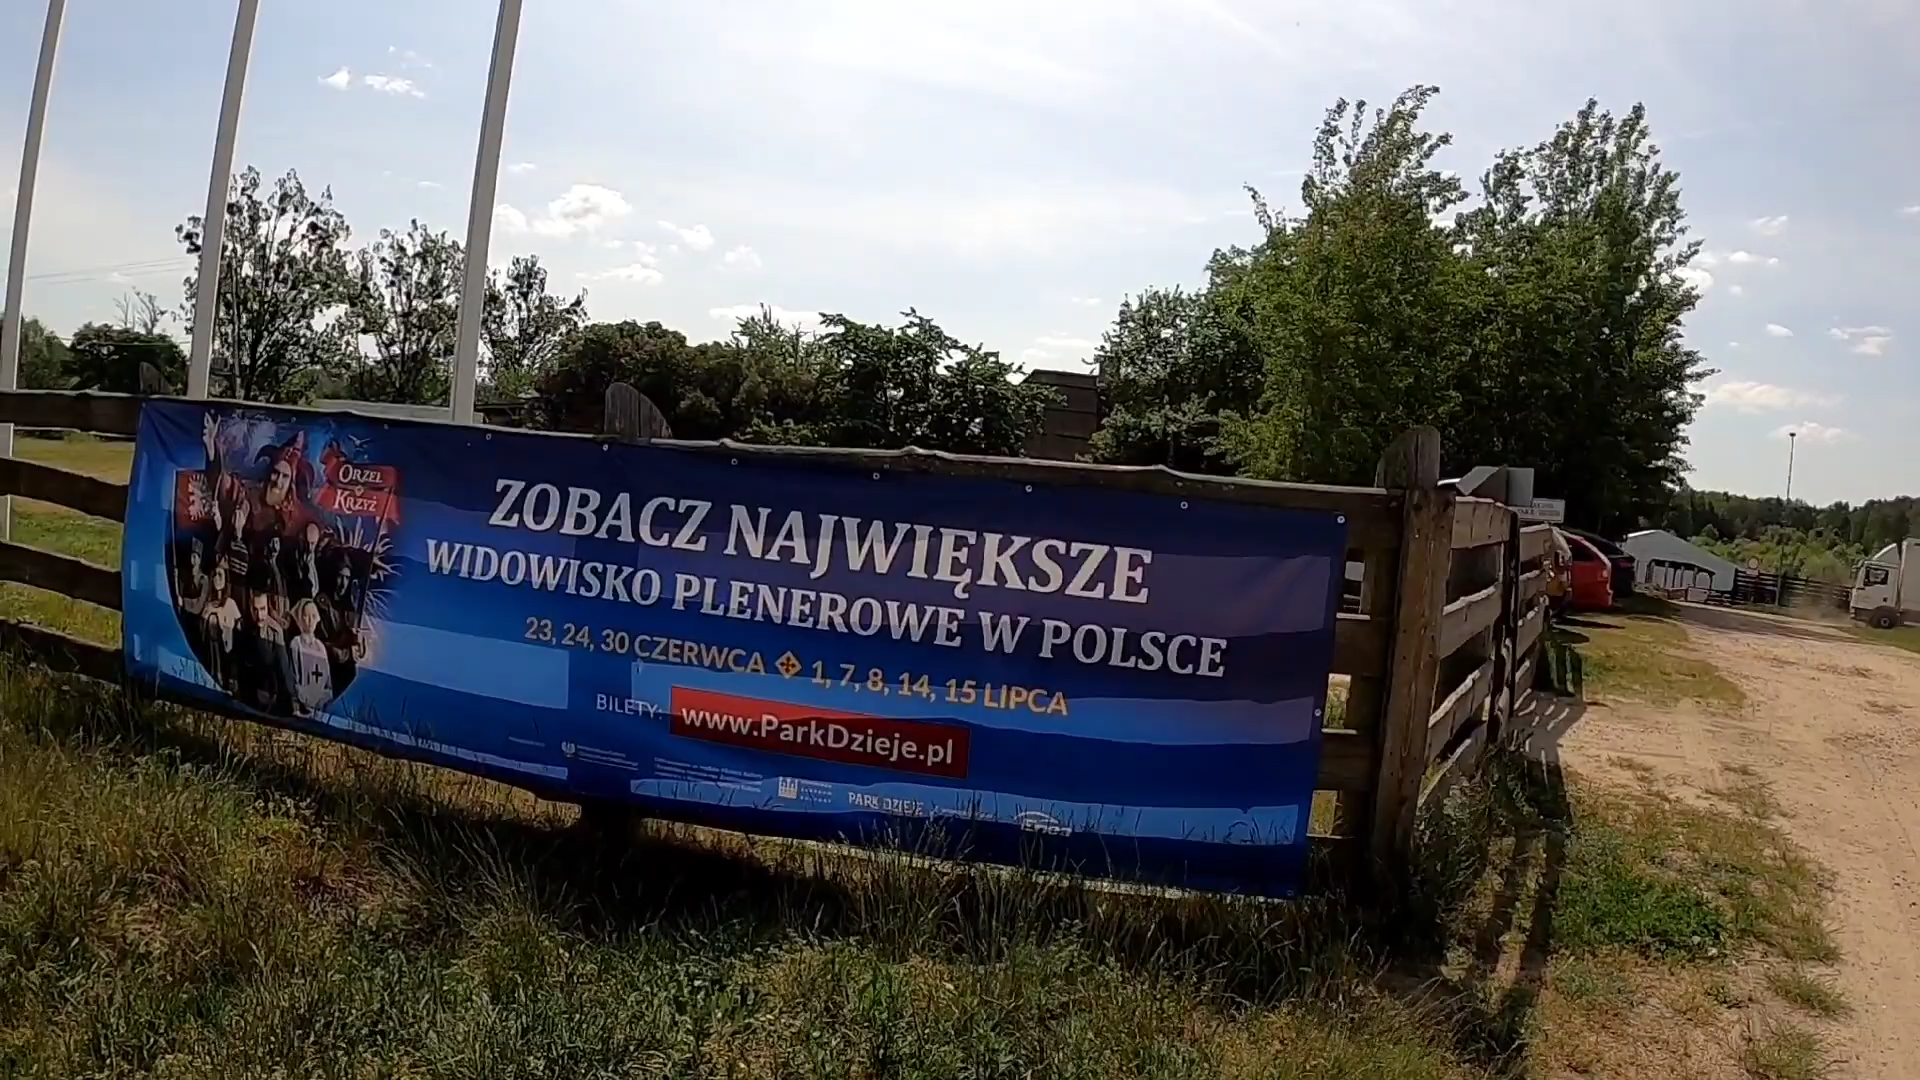 ORZEŁ
KRZYŻ
ZOBACZ NAJWIĘKSZE
WIDOWISKO PLENEROWE W POLSCE
23, 24, 30 CZERWCA 1, 7, 8, 14, 15 LIPCA
BILETY: www.ParkDzieje.pl
PARK DZIEJE
Enea